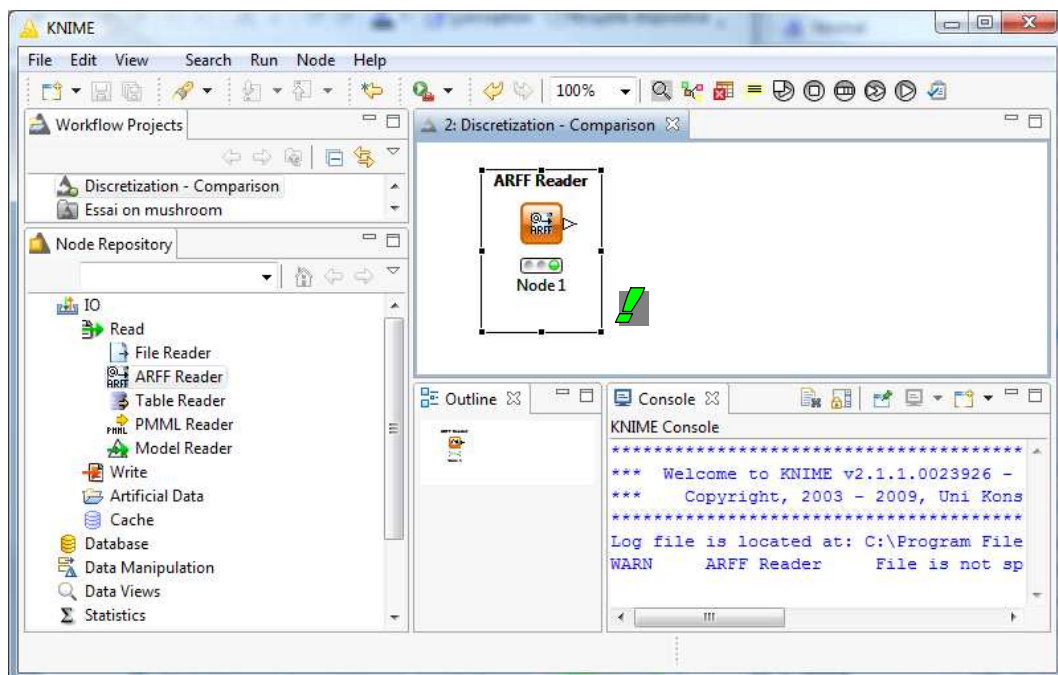 KNIME
File Edit View Search Run Node Help
100%
Workflow Projects
Discretization - Comparison
Essai on mushroom
Node Repository
IO
Read
File Reader
ARFF Reader
Table Reader
PMML Reader
Model Reader
Write
Artificial Data
Cache
Database
Data Manipulation
Data Views
Statistics
2: Discretization - Comparison
ARFF Reader
ARFF
Node 1
Outline
Console
KNIME Console
*****************************************
*** Welcome to KNIME v2.1.1.0023926 -
*** Copyright, 2003 - 2009, Uni Kons
*****************************************
Log file is located at: C:\Program File
WARN ARFF Reader File is not sp